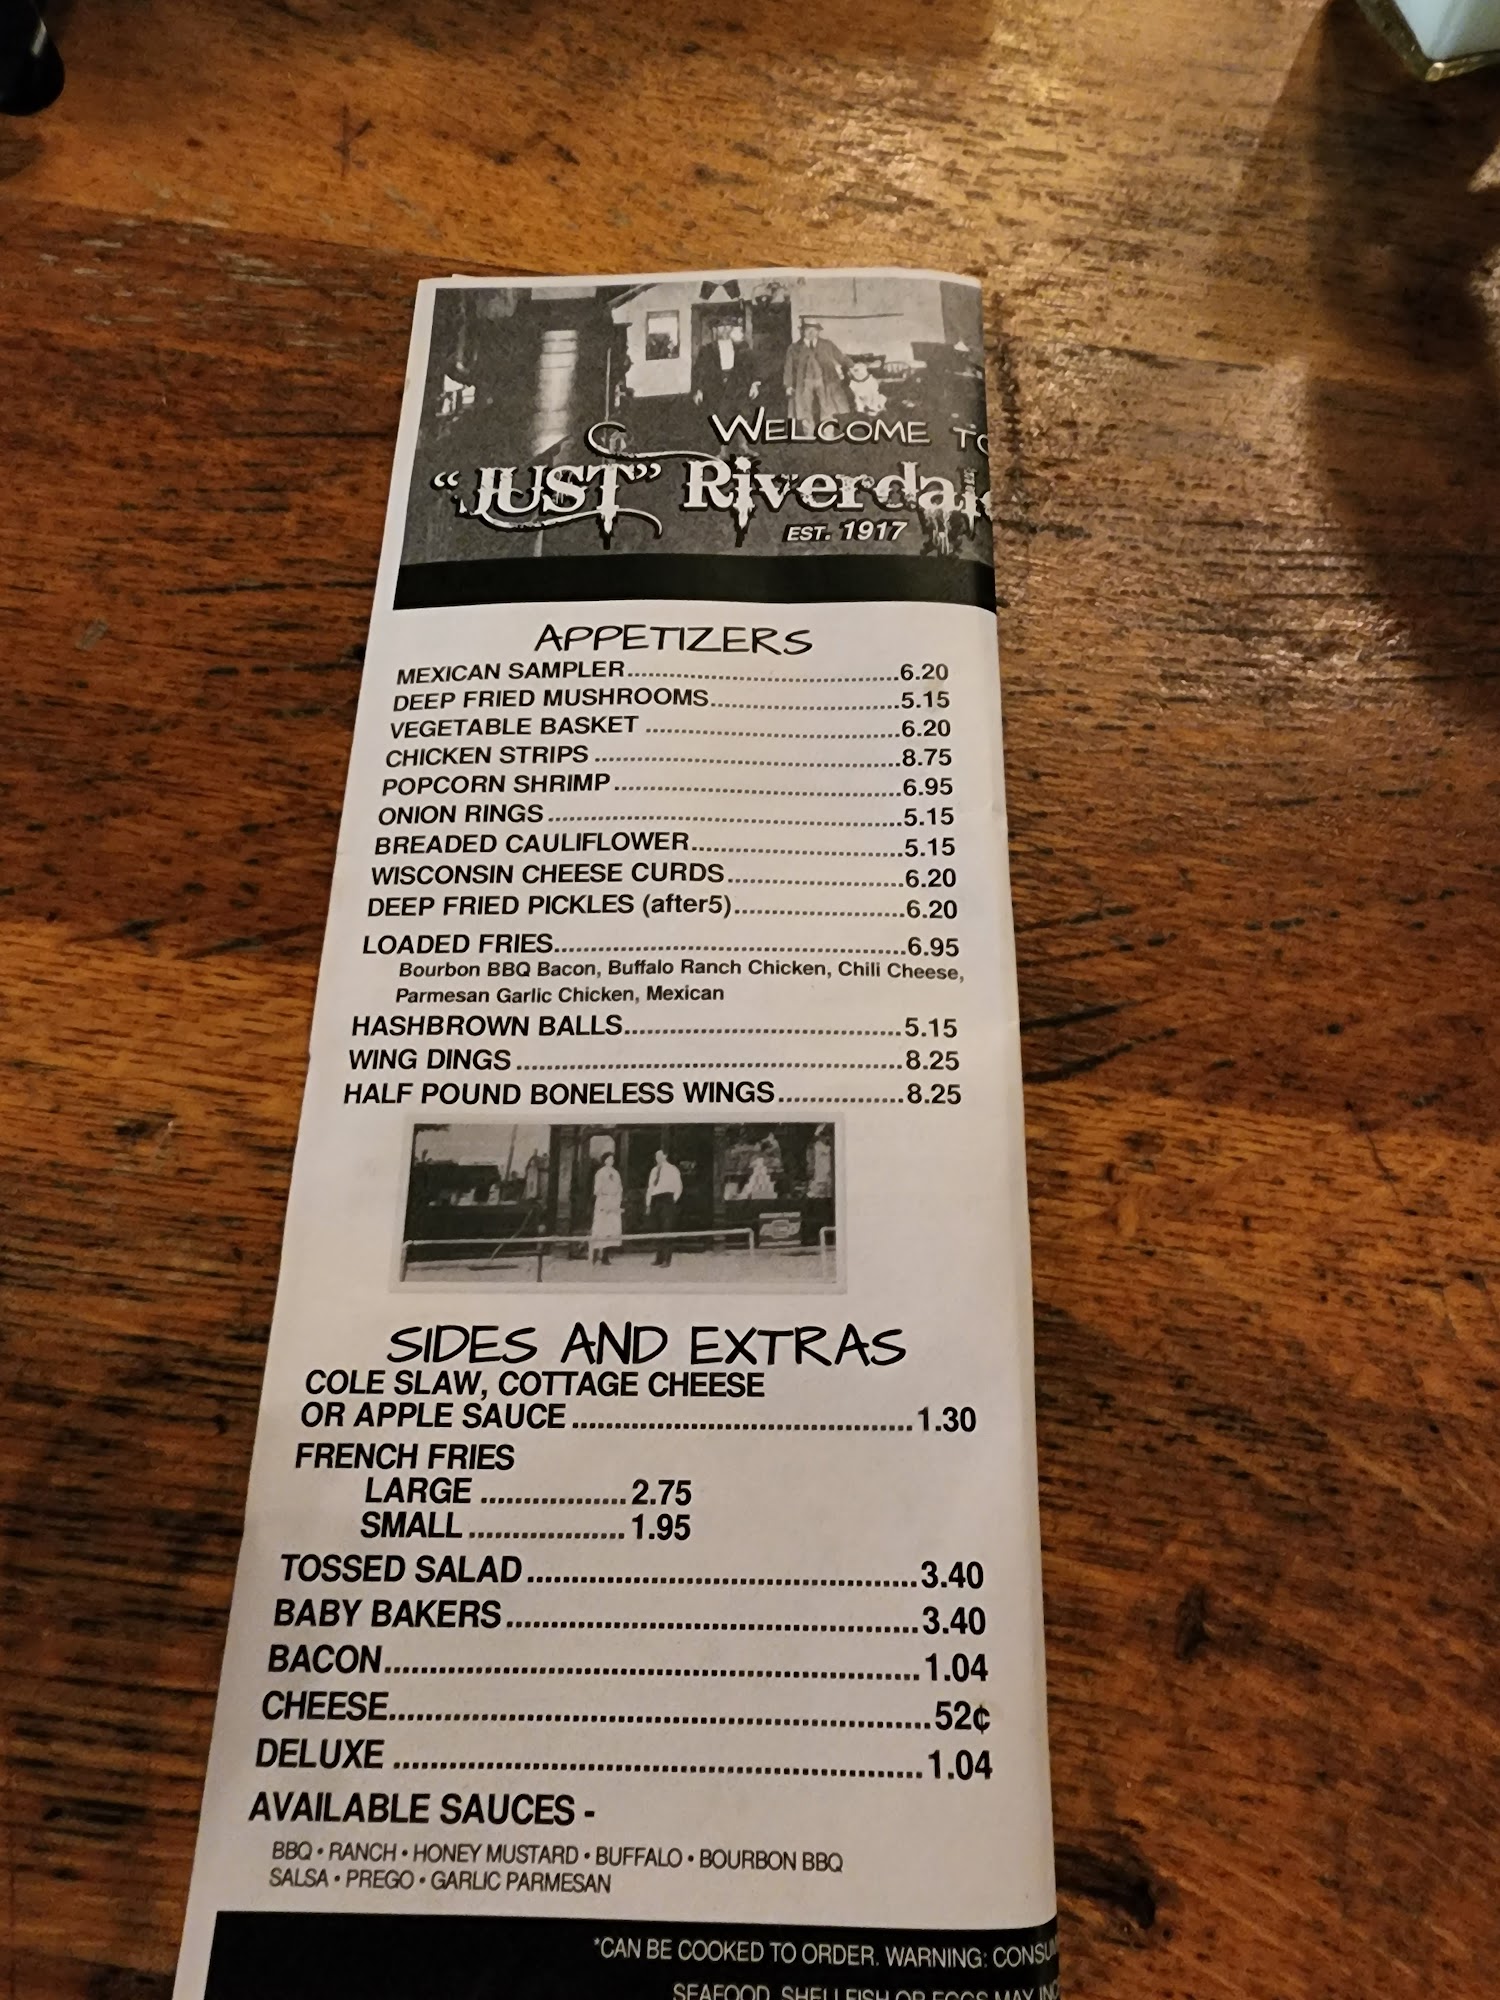 WELCOME
"JUST" Riverdale
EST. 1917
APPETIZERS
MEXICAN SAMPLER..........6.20
DEEP FRIED MUSHROOMS..........5.15
VEGETABLE BASKET ..........6.20
CHICKEN STRIPS ..........8.75
POPCORN SHRIMP..........6.95
ONION RINGS..........5.15
BREADED CAULIFLOWER..........5.15
WISCONSIN CHEESE CURDS..........6.20
DEEP FRIED PICKLES (after5)..........6.20
LOADED FRIES..........6.95
Bourbon BBQ Bacon, Buffalo Ranch Chicken, Chili Cheese,
Parmesan Garlic Chicken, Mexican
HASHBROWN BALLS..........5.15
WING DINGS ..........8.25
HALF POUND BONELESS WINGS..........8.25
SIDES AND EXTRAS
COLE SLAW, COTTAGE CHEESE
OR APPLE SAUCE ..........1.30
FRENCH FRIES
LARGE ..........2.75
SMALL ..........1.95
TOSSED SALAD..........3.40
BABY BAKERS..........3.40
BACON..........1.04
CHEESE..........52¢
DELUXE ..........1.04
AVAILABLE SAUCES -
BBQ • RANCH • HONEY MUSTARD • BUFFALO • BOURBON BBQ
SALSA • PREGO • GARLIC PARMESAN
*CAN BE COOKED TO ORDER. WARNING:
SEAFOOD, SHELLFISH OR EGGS MAY